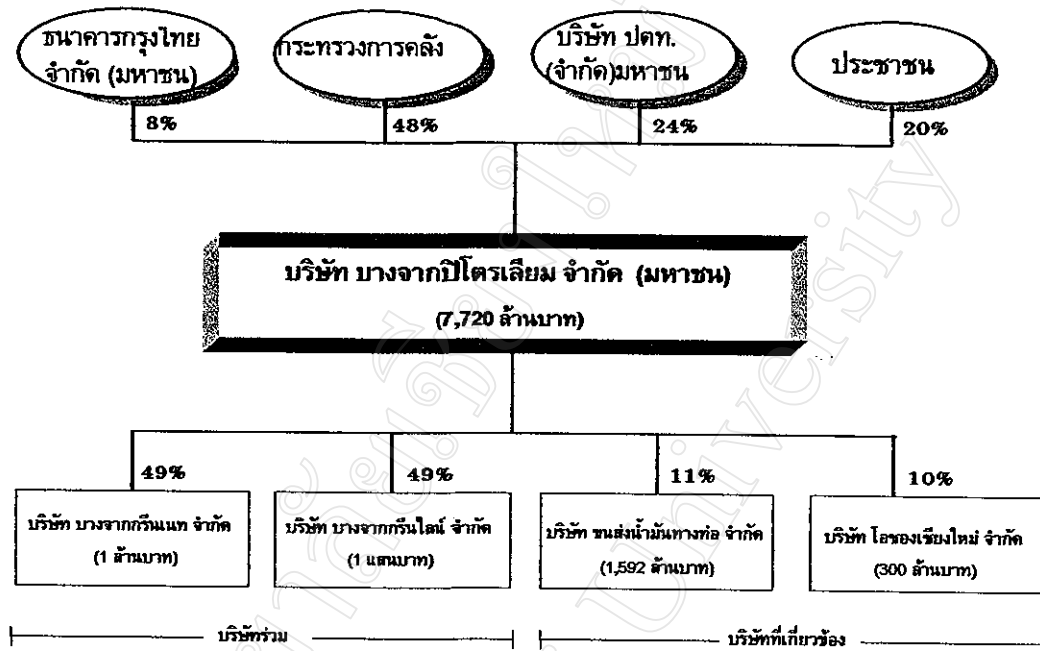 ธนาคารกรุงไทย
จำกัด (มหาชน)
กระทรวงการคลัง
บริษัท ปตท.
(จำกัด)มหาชน
ประชาชน
8%
48%
24%
20%
บริษัท บางจากปิโตรเลียม จำกัด (มหาชน)
(7,720 ล้านบาท)
49%
49%
11%
10%
บริษัท บางจากกรีนเนท จำกัด
(1 ล้านบาท)
บริษัท บางจากกรีนไลน์ จำกัด
(1 แสนบาท)
บริษัท ขนส่งน้ำมันทางท่อ จำกัด
(1,592 ล้านบาท)
บริษัท ไอซองเชียงใหม่ จำกัด
(300 ล้านบาท)
บริษัทร่วม
บริษัทที่เกี่ยวข้อง
University